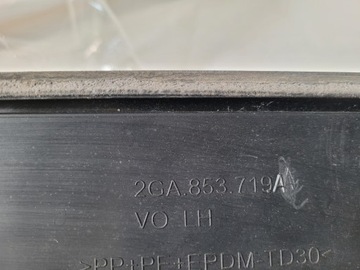 2GA.853.719A
VO LH
>PP+PE+EPDM-TD30<